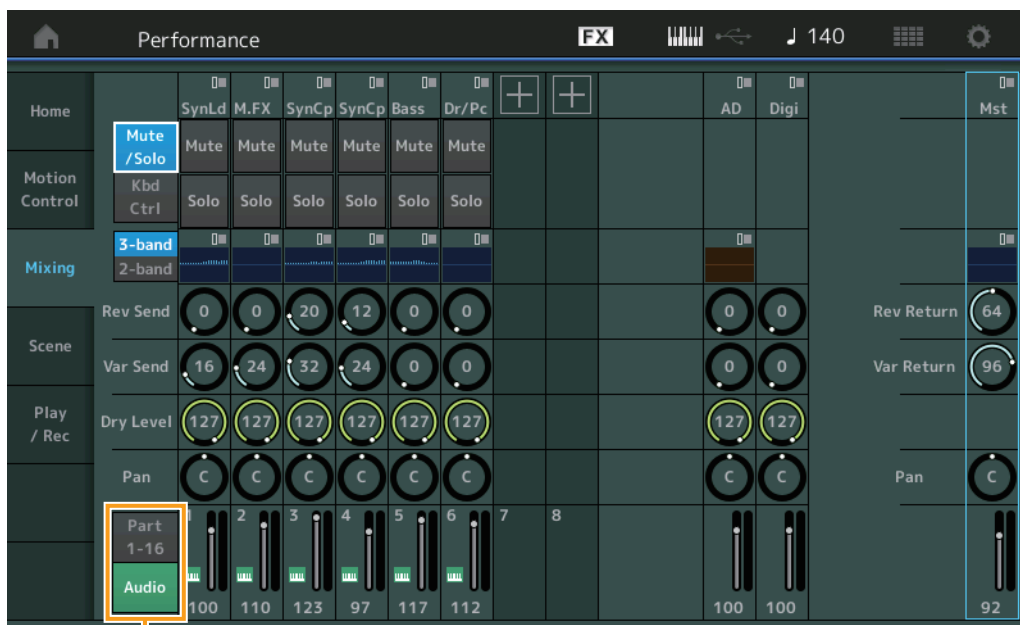 Performance FX 140
SynLd M.FX SynCp SynCp Bass Dr/Pc AD Digi Mst
Home
Mute /Solo Mute Mute Mute Mute Mute Mute
Motion Control
Kbd Ctrl Solo Solo Solo Solo Solo Solo
3-band
2-band
Mixing
Rev Send 0 0 20 12 0 0 0 0 Rev Return 64
Scene
Var Send 16 24 32 24 0 0 0 0 Var Return 96
Play / Rec
Dry Level 127 127 127 127 127 127 127 127
Pan C C C C C C C C Pan C
Part 1-16
1 2 3 4 5 6 7 8
Audio
100 110 123 97 117 112 100 100 92